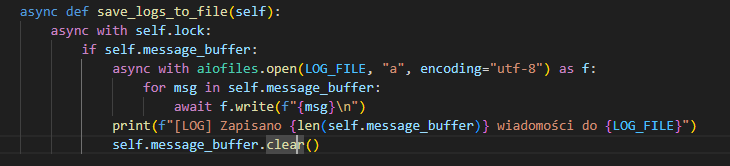 async def save_logs_to_file(self):
    async with self.lock:
        if self.message_buffer:
            async with aiofiles.open(LOG_FILE, "a", encoding="utf-8") as f:
                for msg in self.message_buffer:
                    await f.write(f"{msg}\n")
            print(f"[LOG] Zapisano {len(self.message_buffer)} wiadomości do {LOG_FILE}")
            self.message_buffer.clear()